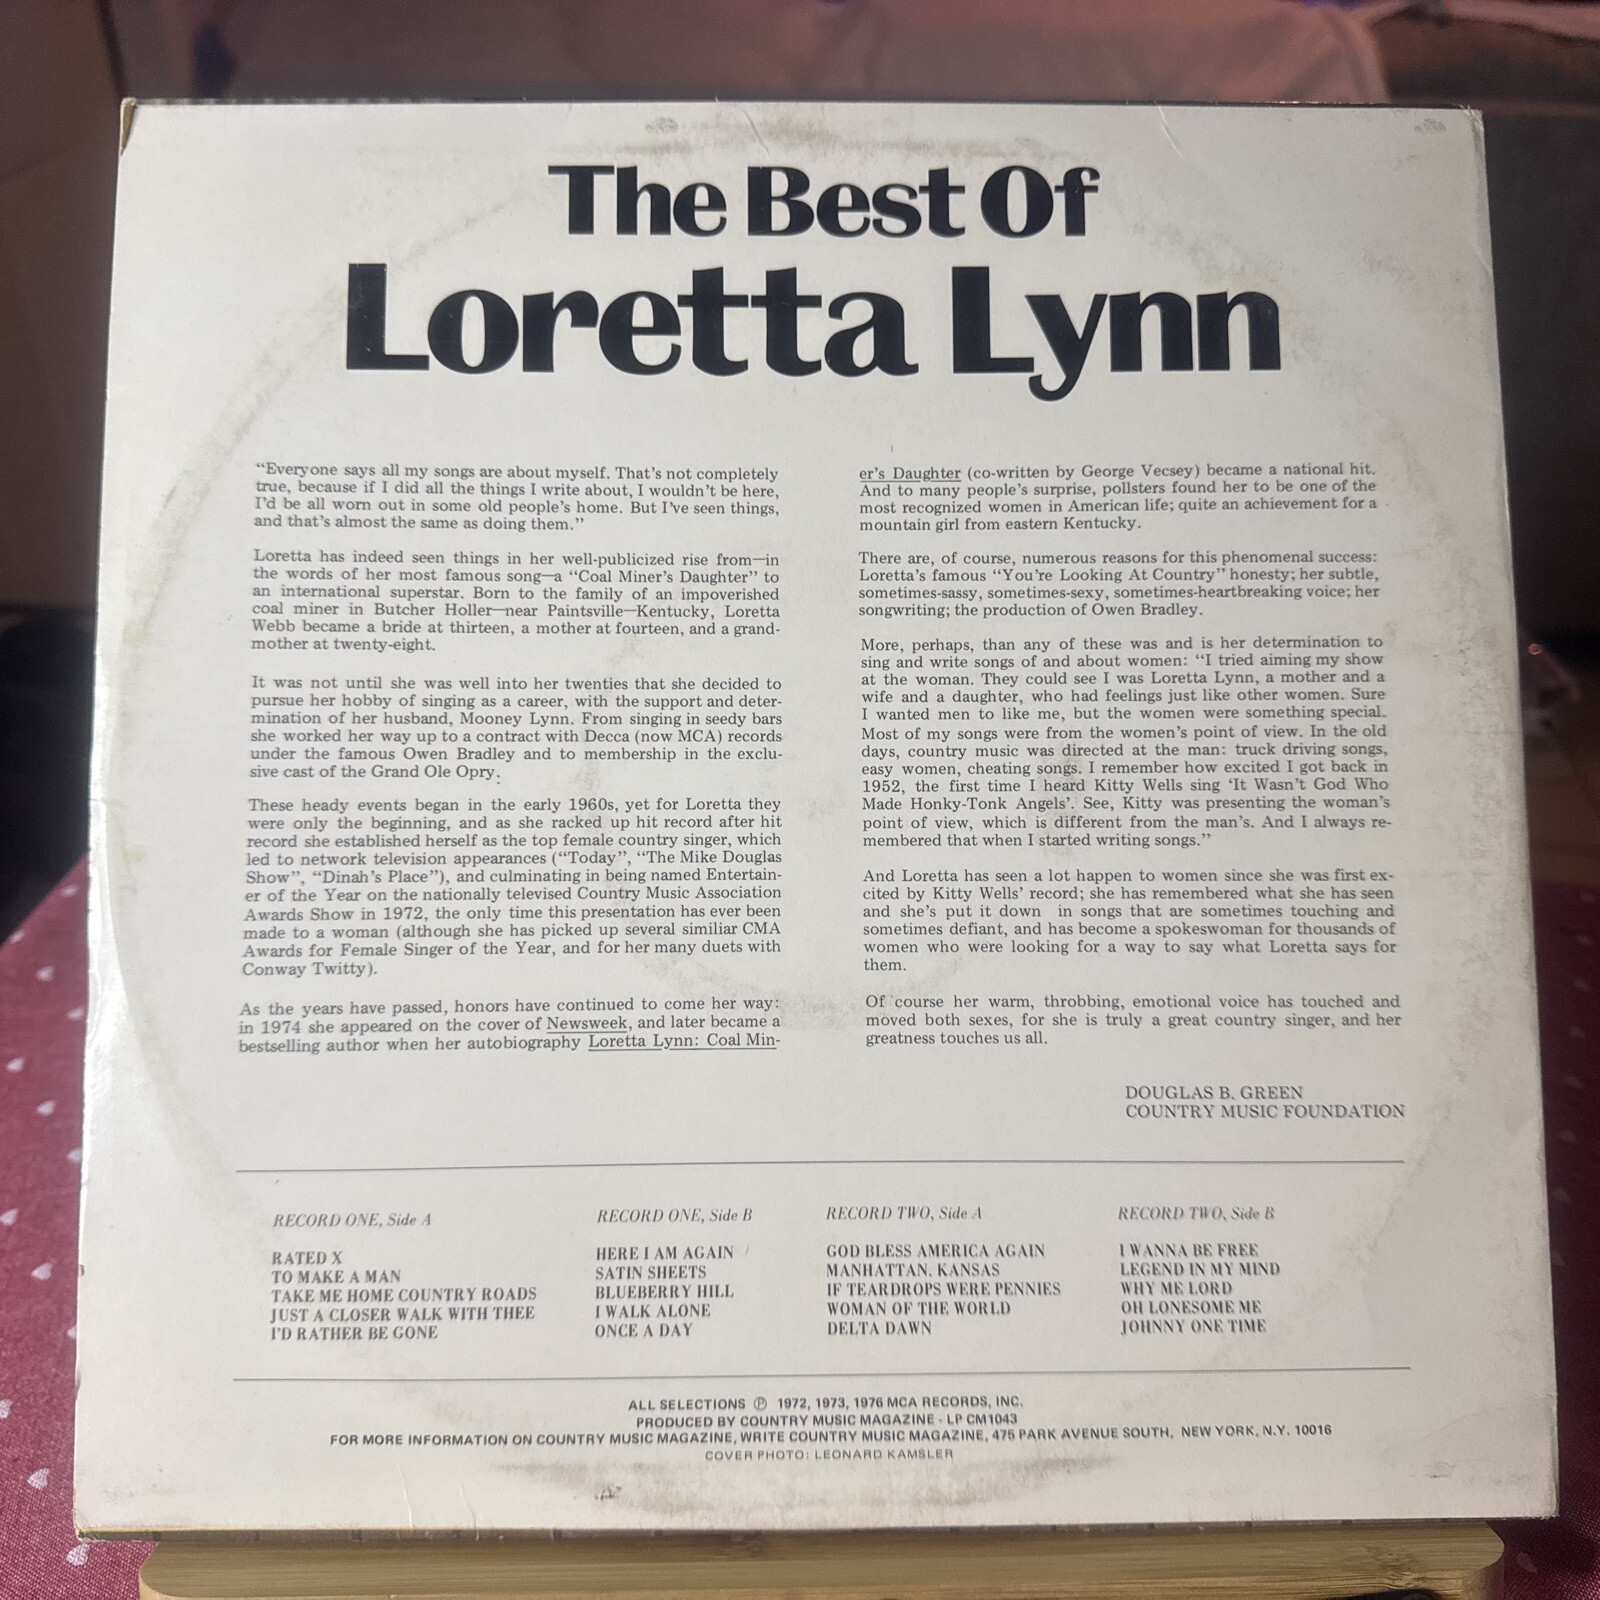 The Best Of
Loretta Lynn
“Everyone says all my songs are about myself. That’s not completely
true, because if I did all the things I write about, I wouldn’t be here,
I’d be all worn out in some old people’s home. But I’ve seen things,
and that’s almost the same as doing them.”
Loretta has indeed seen things in her well-publicized rise from—in
the words of her most famous song—a “Coal Miner’s Daughter” to
an international superstar. Born to the family of an impoverished
coal miner in Butcher Holler—near Paintsville—Kentucky, Loretta
Webb became a bride at thirteen, a mother at fourteen, and a grand-
mother at twenty-eight.
It was not until she was well into her twenties that she decided to
pursue her hobby of singing as a career, with the support and deter-
mination of her husband, Mooney Lynn. From singing in seedy bars
she worked her way up to a contract with Decca (now MCA) records
under the famous Owen Bradley and to membership in the exclu-
sive cast of the Grand Ole Opry.
These heady events began in the early 1960s, yet for Loretta they
were only the beginning, and as she racked up hit record after hit
record she established herself as the top female country singer, which
led to network television appearances (“Today”, “The Mike Douglas
Show”, “Dinah’s Place”), and culminating in being named Entertain-
er of the Year on the nationally televised Country Music Association
Awards Show in 1972, the only time this presentation has ever been
made to a woman (although she has picked up several similiar CMA
Awards for Female Singer of the Year, and for her many duets with
Conway Twitty).
As the years have passed, honors have continued to come her way:
in 1974 she appeared on the cover of Newsweek, and later became a
bestselling author when her autobiography Loretta Lynn: Coal Min-
er’s Daughter (co-written by George Vecsey) became a national hit.
And to many people’s surprise, pollsters found her to be one of the
most recognized women in American life; quite an achievement for a
mountain girl from eastern Kentucky.
There are, of course, numerous reasons for this phenomenal success:
Loretta’s famous “You’re Looking At Country” honesty; her subtle,
sometimes-sassy, sometimes-sexy, sometimes-heartbreaking voice; her
songwriting; the production of Owen Bradley.
More, perhaps, than any of these was and is her determination to
sing and write songs of and about women: “I tried aiming my show
at the woman. They could see I was Loretta Lynn, a mother and a
wife and a daughter, who had feelings just like other women. Sure
I wanted men to like me, but the women were something special.
Most of my songs were from the women’s point of view. In the old
days, country music was directed at the man: truck driving songs,
easy women, cheating songs. I remember how excited I got back in
1952, the first time I heard Kitty Wells sing ‘It Wasn’t God Who
Made Honky-Tonk Angels’. See, Kitty was presenting the woman’s
point of view, which is different from the man’s. And I always re-
membered that when I started writing songs.”
And Loretta has seen a lot happen to women since she was first ex-
cited by Kitty Wells’ record; she has remembered what she has seen
and she’s put it down in songs that are sometimes touching and
sometimes defiant, and has become a spokeswoman for thousands of
women who were looking for a way to say what Loretta says for
them.
Of course her warm, throbbing, emotional voice has touched and
moved both sexes, for she is truly a great country singer, and her
greatness touches us all.
DOUGLAS B. GREEN
COUNTRY MUSIC FOUNDATION
RECORD ONE, Side A
RATED X
TO MAKE A MAN
TAKE ME HOME COUNTRY ROADS
JUST A CLOSER WALK WITH THEE
I’D RATHER BE GONE
RECORD ONE, Side B
HERE I AM AGAIN
SATIN SHEETS
BLUEBERRY HILL
I WALK ALONE
ONCE A DAY
RECORD TWO, Side A
GOD BLESS AMERICA AGAIN
MANHATTAN, KANSAS
IF TEARDROPS WERE PENNIES
WOMAN OF THE WORLD
DELTA DAWN
RECORD TWO, Side B
I WANNA BE FREE
LEGEND IN MY MIND
WHY ME LORD
OH LONESOME ME
JOHNNY ONE TIME
ALL SELECTIONS ℗ 1972, 1973, 1976 MCA RECORDS, INC.
PRODUCED BY COUNTRY MUSIC MAGAZINE - LP CM1043
FOR MORE INFORMATION ON COUNTRY MUSIC MAGAZINE, WRITE COUNTRY MUSIC MAGAZINE, 475 PARK AVENUE SOUTH, NEW YORK, N.Y. 10016
COVER PHOTO: LEONARD KAMSLER